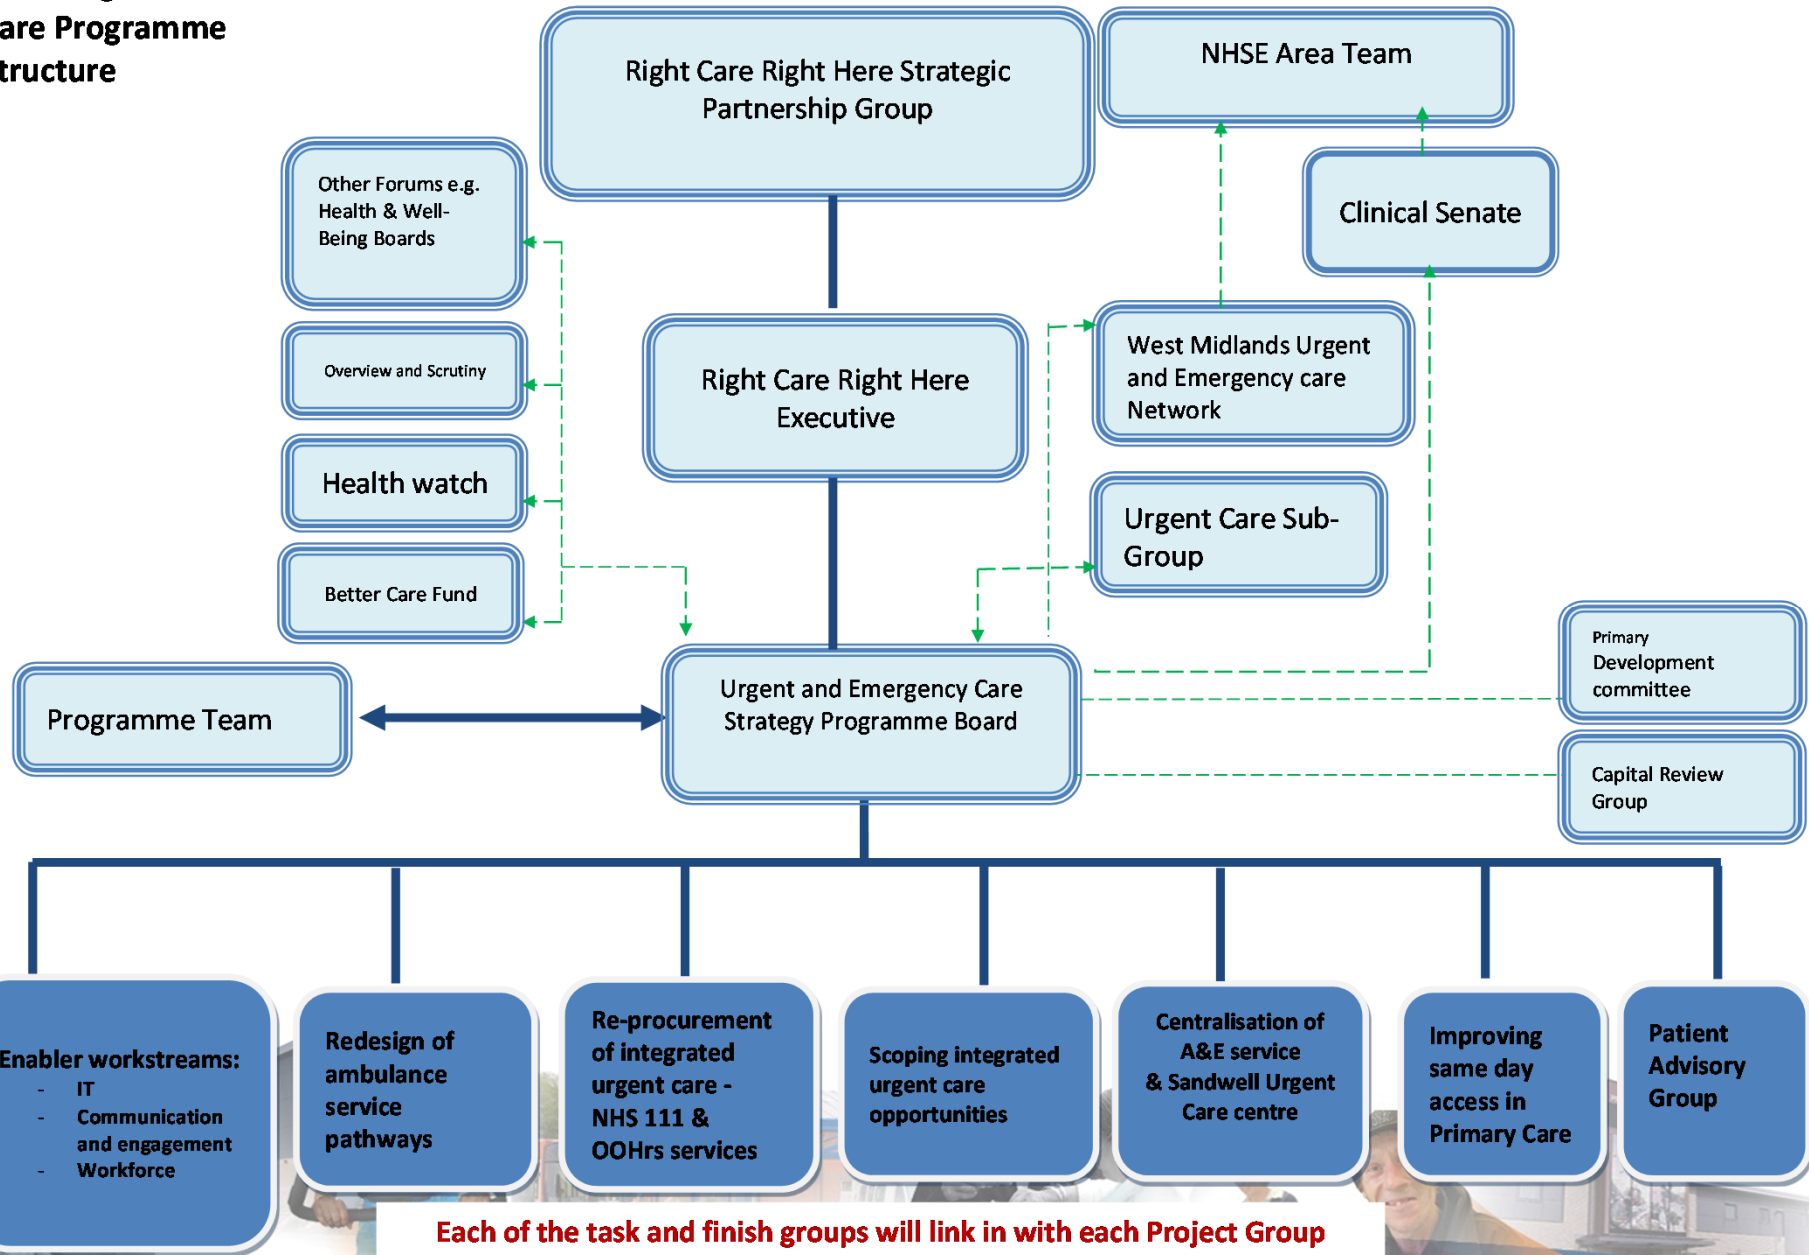 are Programme
tructure
Right Care Right Here Strategic
Partnership Group
NHSE Area Team
Other Forums e.g.
Health & Well-
Being Boards
Clinical Senate
Overview and Scrutiny
Right Care Right Here
Executive
West Midlands Urgent
and Emergency care
Network
Health watch
Urgent Care Sub-
Group
Better Care Fund
Primary
Development
committee
Programme Team
Urgent and Emergency Care
Strategy Programme Board
Capital Review
Group
Enabler workstreams:
- IT
- Communication
and engagement
- Workforce
Redesign of
ambulance
service
pathways
Re-procurement
of integrated
urgent care -
NHS 111 &
OOHrs services
Scoping integrated
urgent care
opportunities
Centralisation of
A&E service
& Sandwell Urgent
Care centre
Improving
same day
access in
Primary Care
Patient
Advisory
Group
Each of the task and finish groups will link in with each Project Group